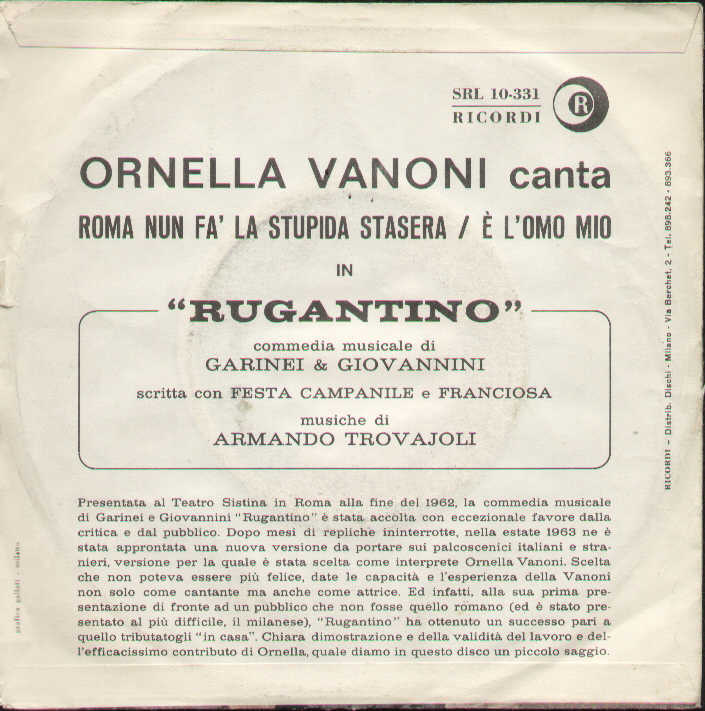 SRL 10-331
RICORDI
R
ORNELLA VANONI canta
ROMA NUN FA' LA STUPIDA STASERA / È L'OMO MIO
IN
“RUGANTINO”
commedia musicale di
GARINEI & GIOVANNINI
scritta con FESTA CAMPANILE e FRANCIOSA
musiche di
ARMANDO TROVAJOLI
Presentata al Teatro Sistina in Roma alla fine del 1962, la commedia musicale
di Garinei e Giovannini “Rugantino” è stata accolta con eccezionale favore dalla
critica e dal pubblico. Dopo mesi di repliche ininterrotte, nella estate 1963 ne è
stata approntata una nuova versione da portare sui palcoscenici italiani e stra-
nieri, versione per la quale è stata scelta come interprete Ornella Vanoni. Scelta
che non poteva essere più felice, date le capacità e l'esperienza della Vanoni
non solo come cantante ma anche come attrice. Ed infatti, alla sua prima pre-
sentazione di fronte ad un pubblico che non fosse quello romano (ed è stato pre-
sentato al più difficile, il milanese), “Rugantino” ha ottenuto un successo pari a
quello tributatogli “in casa”. Chiara dimostrazione e della validità del lavoro e del-
l'efficacissimo contributo di Ornella, quale diamo in questo disco un piccolo saggio.
RICORDI - Distrib. Dischi - Milano - Via Berchet, 2 - Tel. 898.242 - 893.366
grafica gallati - milano